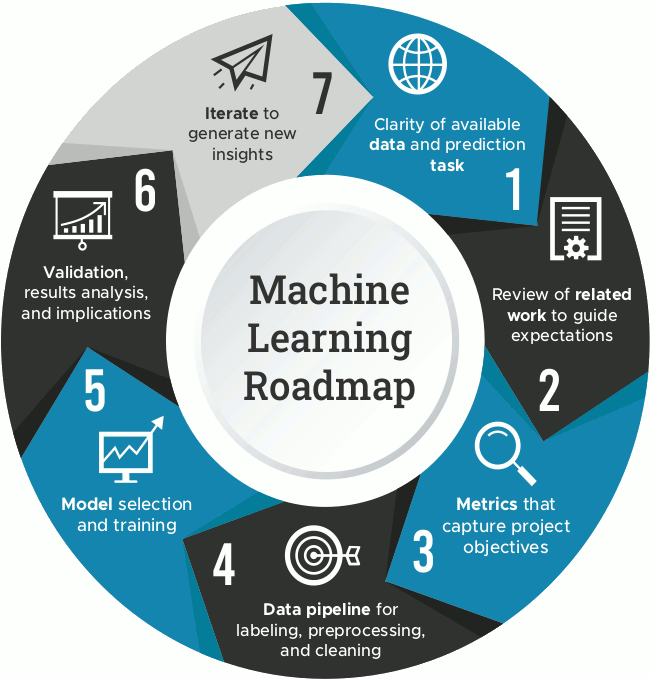 Machine
Learning
Roadmap
Clarity of available
data and prediction
task
1
Review of related
work to guide
expectations
2
Metrics that
capture project
objectives
3
4
Data pipeline for
labeling, preprocessing,
and cleaning
5
Model selection
and training
6
Validation,
results analysis,
and implications
7
Iterate to
generate new
insights